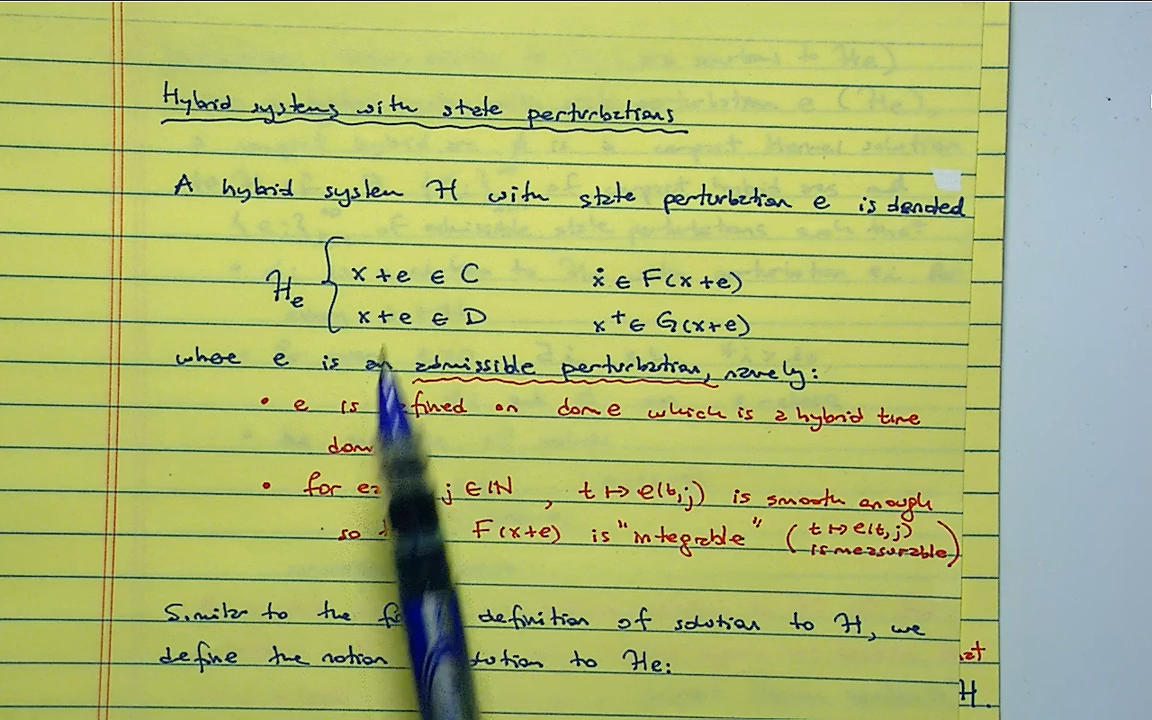 Hybrid systems with state perturbations
A hybrid system H with state perturbation e is denoted
H_e { x + e ∈ C   ẋ ∈ F(x+e)
x + e ∈ D   x⁺ ∈ G(x+e)
where e is an admissible perturbation, namely:
• e is fined on dom e which is a hybrid time
dom
• for j ∈ ℕ , t ↦ e(t,j) is smooth enough
so F(x+e) is "integrable" ( t ↦ e(t,j)
is measurable )
Similar to the definition of solution to H, we
define the notion to He:
H.